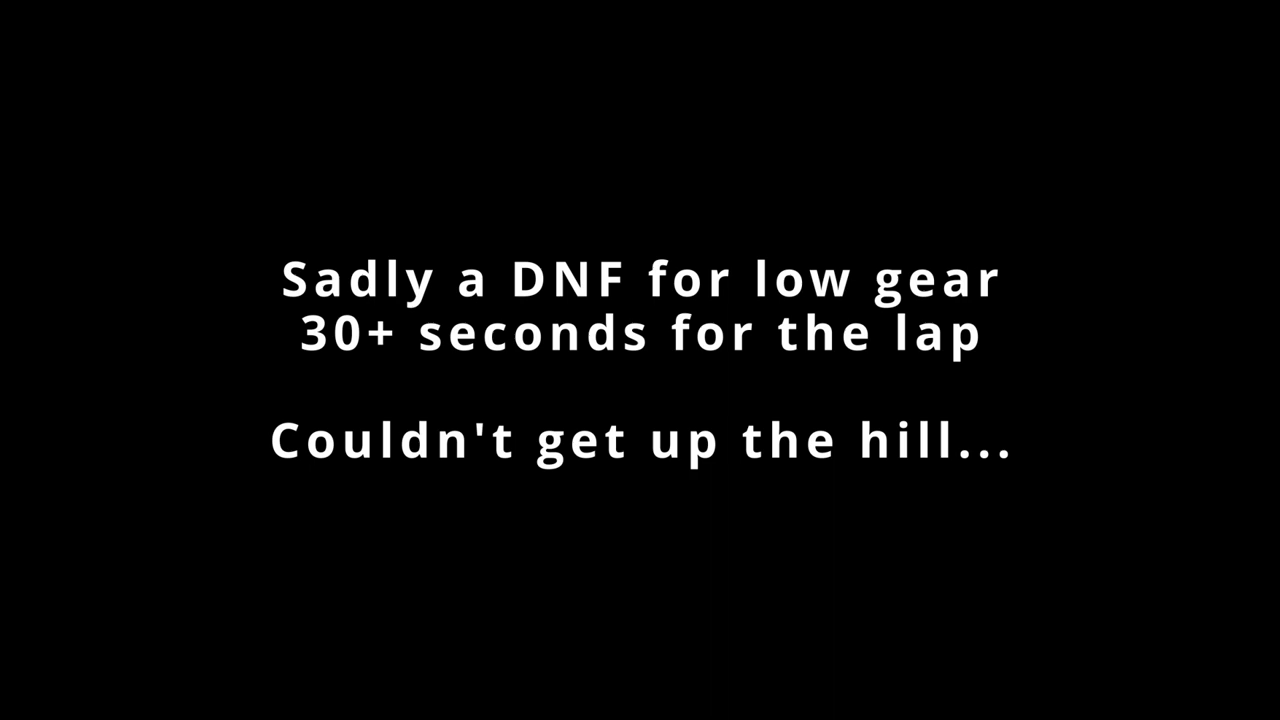 Sadly a DNF for low gear
30+ seconds for the lap
Couldn't get up the hill...